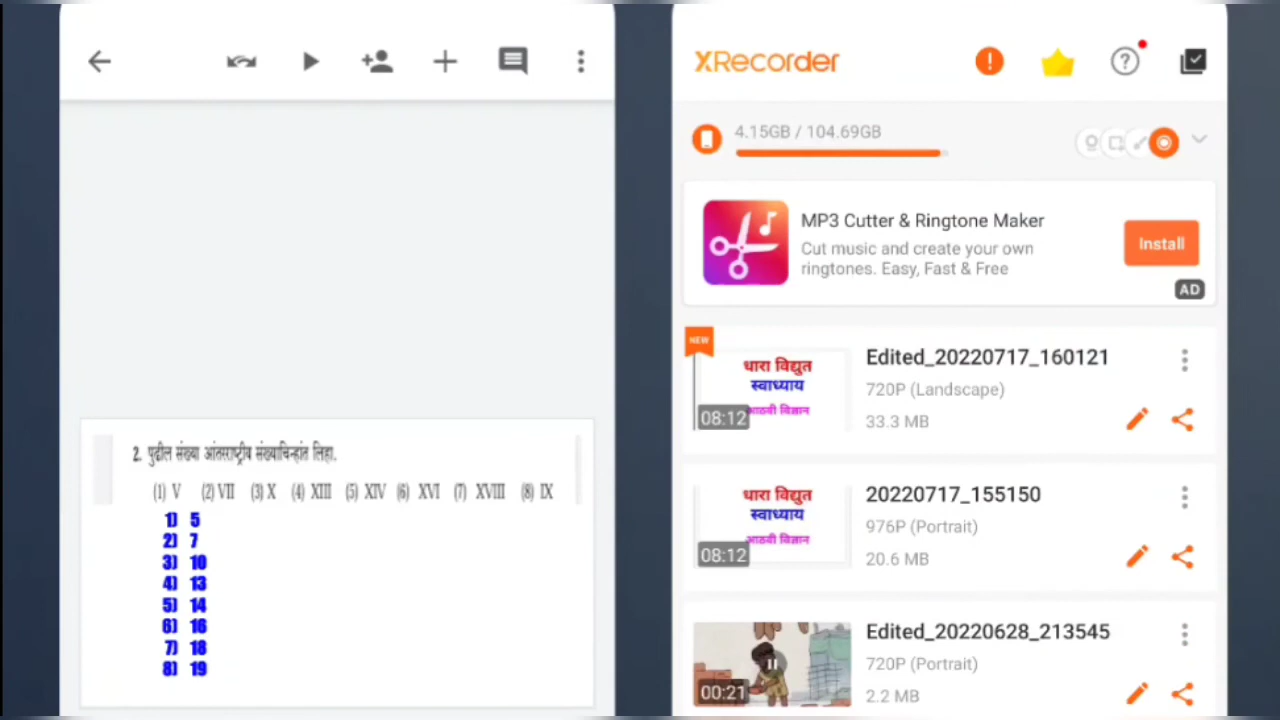 2. पुढील संख्या आंतरराष्ट्रीय संख्याचिन्हांत लिहा.
(1) V (2) VII (3) X (4) XIII (5) XIV (6) XVI (7) XVIII (8) IX
1) 5
2) 7
3) 10
4) 13
5) 14
6) 16
7) 18
8) 19
XRecorder
4.15GB / 104.69GB
MP3 Cutter & Ringtone Maker
Cut music and create your own
ringtones. Easy, Fast & Free
Install
AD
NEW
धारा विद्युत
स्वाध्याय
आठवी विज्ञान
08:12
Edited_20220717_160121
720P (Landscape)
33.3 MB
धारा विद्युत
स्वाध्याय
आठवी विज्ञान
08:12
20220717_155150
976P (Portrait)
20.6 MB
00:21
Edited_20220628_213545
720P (Portrait)
2.2 MB